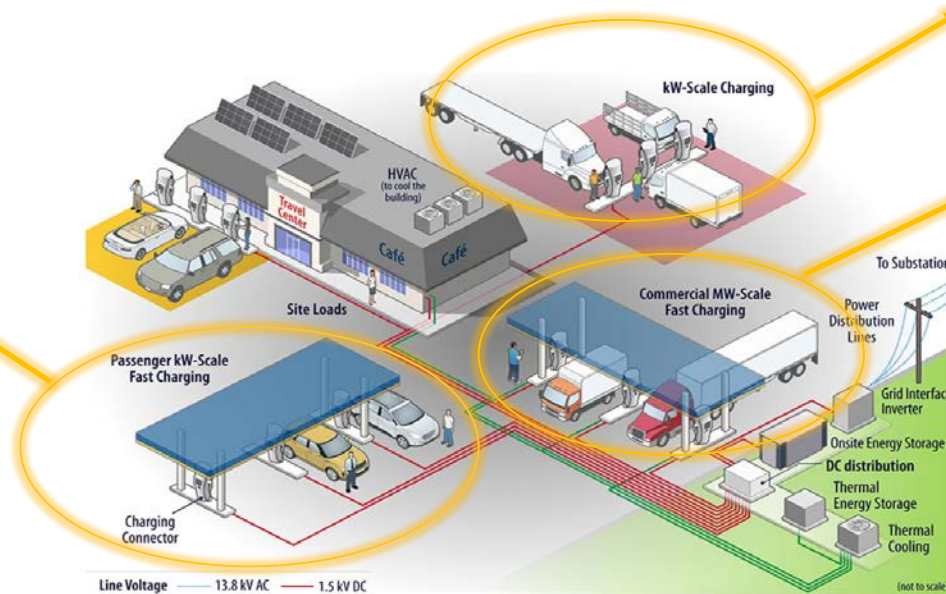 kW-Scale Charging
HVAC
(to cool the
building)
Travel
Center
Café
Café
Site Loads
Commercial MW-Scale
Fast Charging
To Substation
Power
Distribution
Lines
Passenger kW-Scale
Fast Charging
Grid Interface
Inverter
Onsite Energy Storage
DC distribution
Thermal
Energy Storage
Thermal
Cooling
Charging
Connector
Line Voltage
13.8 kV AC
1.5 kV DC
(not to scale)